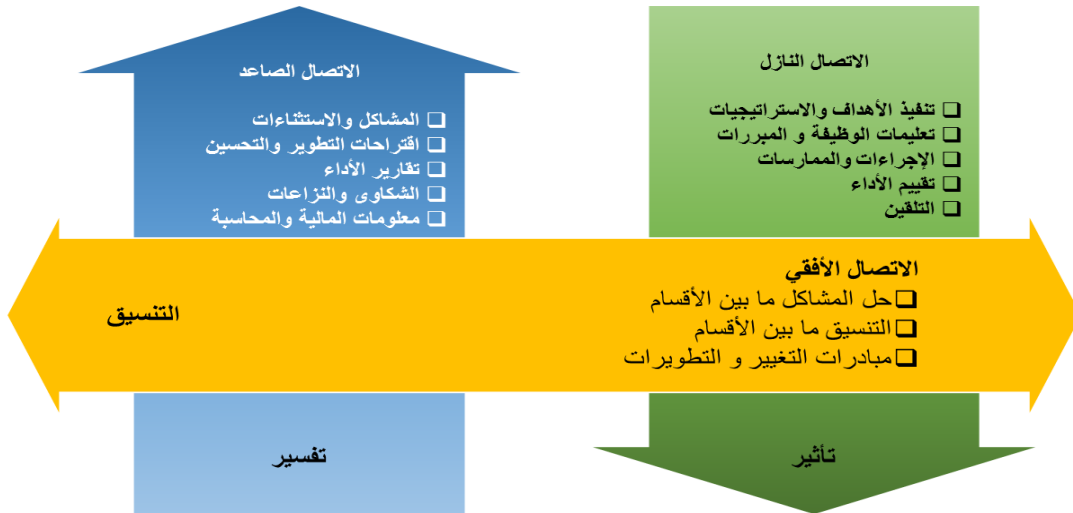 الاتصال النازل
❑ تنفيذ الأهداف والاستراتيجيات
❑ تعليمات الوظيفة و المبررات
❑ الإجراءات والممارسات
❑ تقييم الأداء
❑ التلقين
الاتصال الصاعد
❑ المشاكل والاستثناءات
❑ اقتراحات التطوير والتحسين
❑ تقارير الأداء
❑ الشكاوى والنزاعات
❑ معلومات المالية والمحاسبة
الاتصال الأفقي
❑ حل المشاكل ما بين الأقسام
❑ التنسيق ما بين الأقسام
❑ مبادرات التغيير و التطويرات
التنسيق
تأثير
تفسير